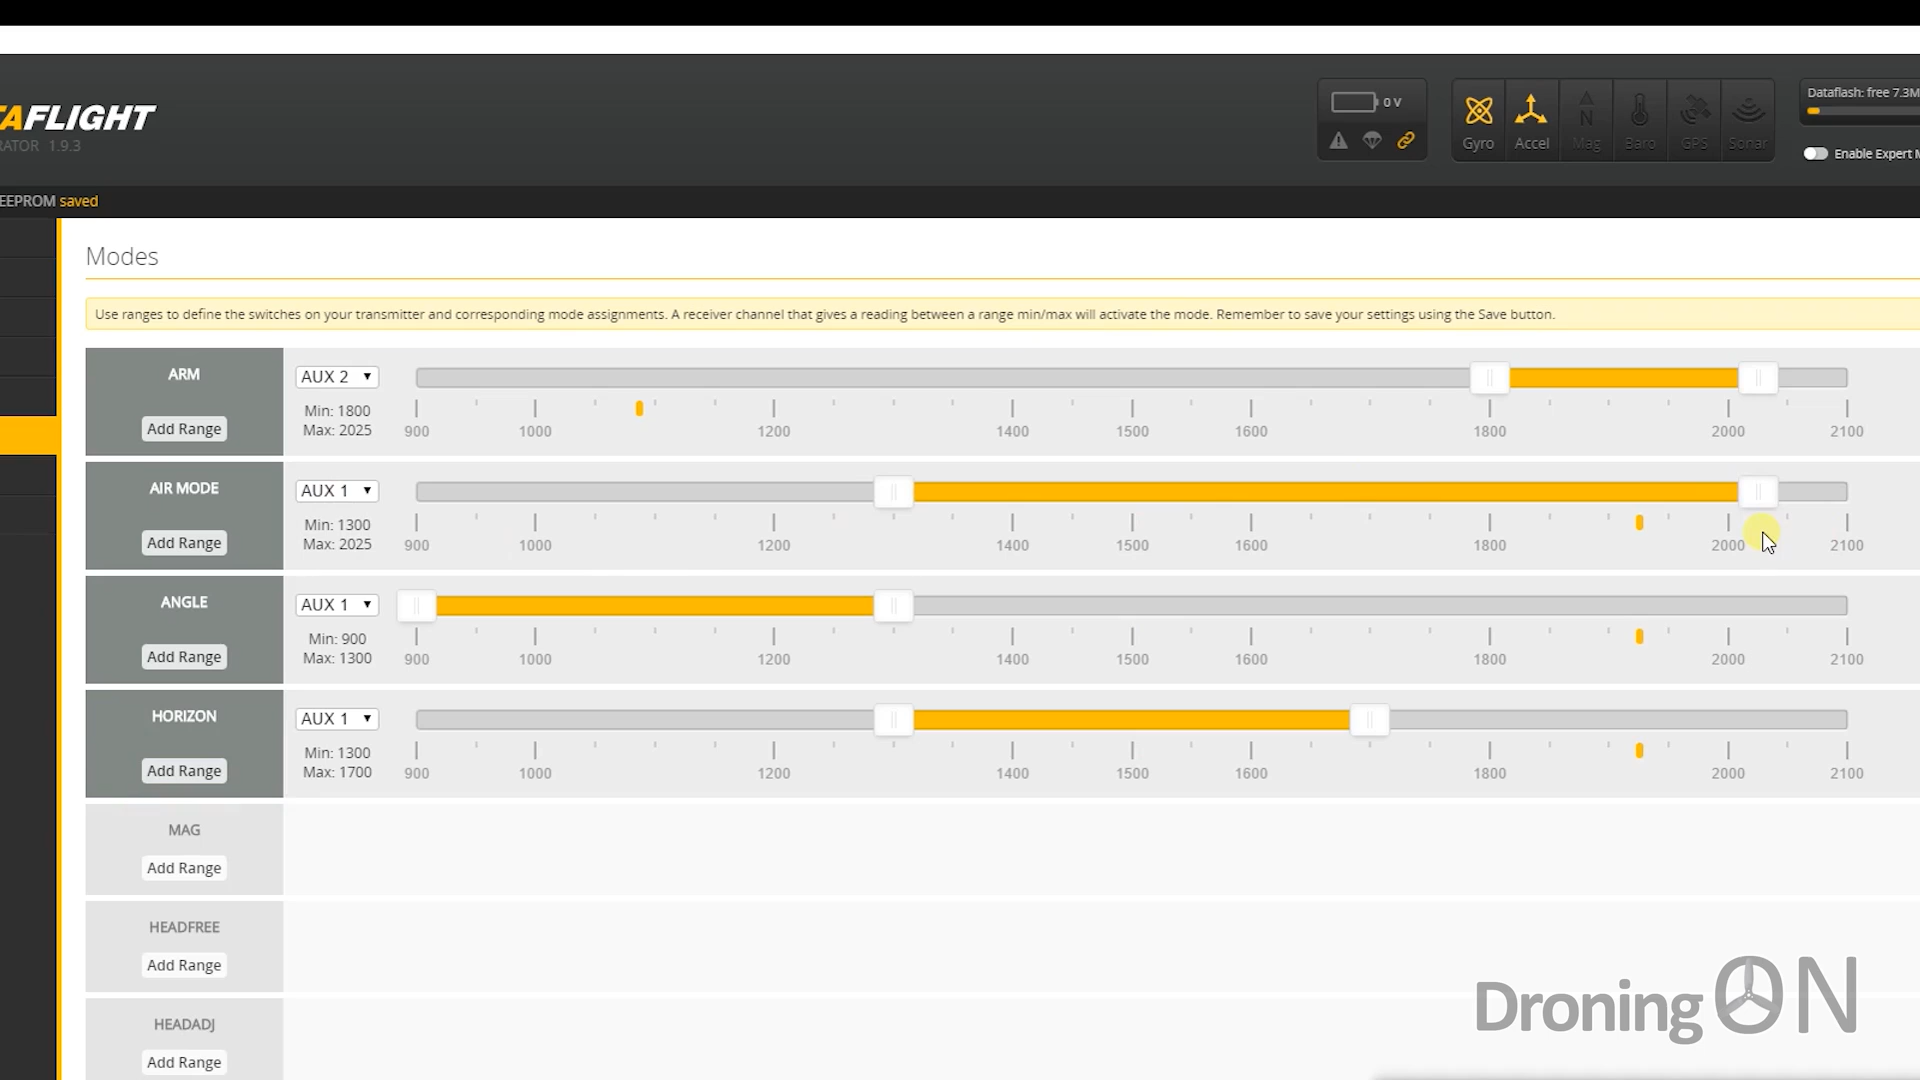 TAFLIGHT
RATOR 1.9.3
0 V
Gyro
Accel
Mag
Baro
GPS
Sonar
Dataflash: free 7.3M
Enable Expert M
EEPROM saved
Modes
Use ranges to define the switches on your transmitter and corresponding mode assignments. A receiver channel that gives a reading between a range min/max will activate the mode. Remember to save your settings using the Save button.
ARM
Add Range
AUX 2
Min: 1800
Max: 2025
900 1000 1200 1400 1500 1600 1800 2000 2100
AIR MODE
Add Range
AUX 1
Min: 1300
Max: 2025
900 1000 1200 1400 1500 1600 1800 2000 2100
ANGLE
Add Range
AUX 1
Min: 900
Max: 1300
900 1000 1200 1400 1500 1600 1800 2000 2100
HORIZON
Add Range
AUX 1
Min: 1300
Max: 1700
900 1000 1200 1400 1500 1600 1800 2000 2100
MAG
Add Range
HEADFREE
Add Range
HEADADJ
Add Range
DroningON